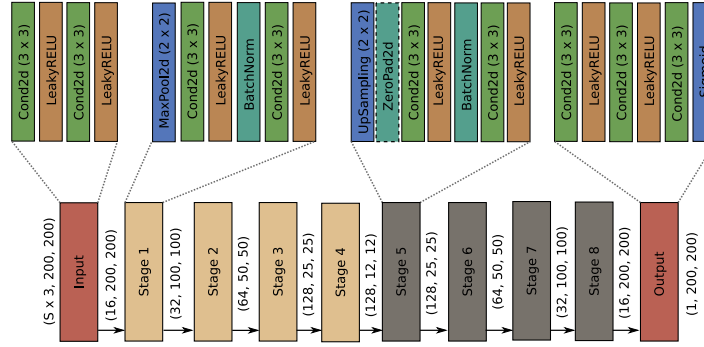 Cond2d (3 x 3)
LeakyRELU
Cond2d (3 x 3)
LeakyRELU
MaxPool2d (2 x 2)
Cond2d (3 x 3)
LeakyRELU
BatchNorm
Cond2d (3 x 3)
LeakyRELU
UpSampling (2 x 2)
ZeroPad2d
Cond2d (3 x 3)
LeakyRELU
BatchNorm
Cond2d (3 x 3)
LeakyRELU
Cond2d (3 x 3)
LeakyRELU
Cond2d (3 x 3)
LeakyRELU
Cond2d (3 x 3)
Sigmoid
(S x 3, 200, 200)
Input
(16, 200, 200)
Stage 1
(32, 100, 100)
Stage 2
(64, 50, 50)
Stage 3
(128, 25, 25)
Stage 4
(128, 12, 12)
Stage 5
(128, 25, 25)
Stage 6
(64, 50, 50)
Stage 7
(32, 100, 100)
Stage 8
(16, 200, 200)
Output
(1, 200, 200)